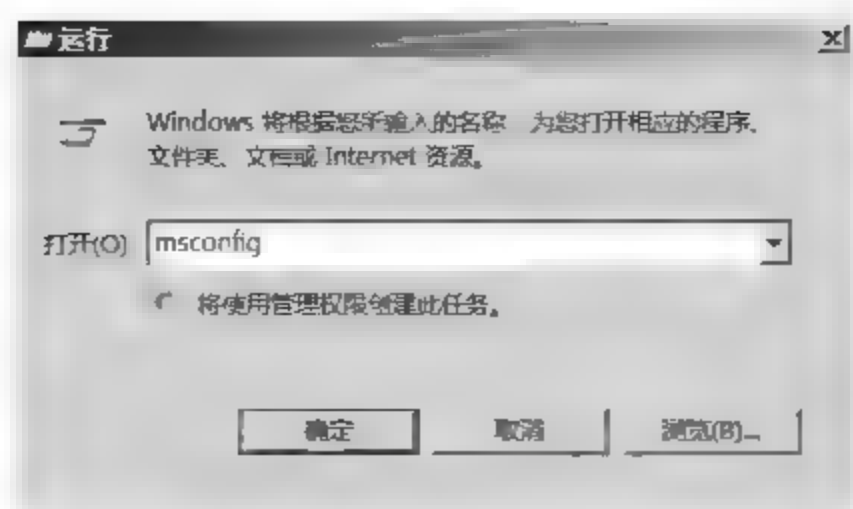 运行
Windows 将根据您所输入的名称 为您打开相应的程序、
文件夹、文档或 Internet 资源。
打开(O)
msconfig
将使用管理权限创建此任务。
确定
取消
浏览(B)...